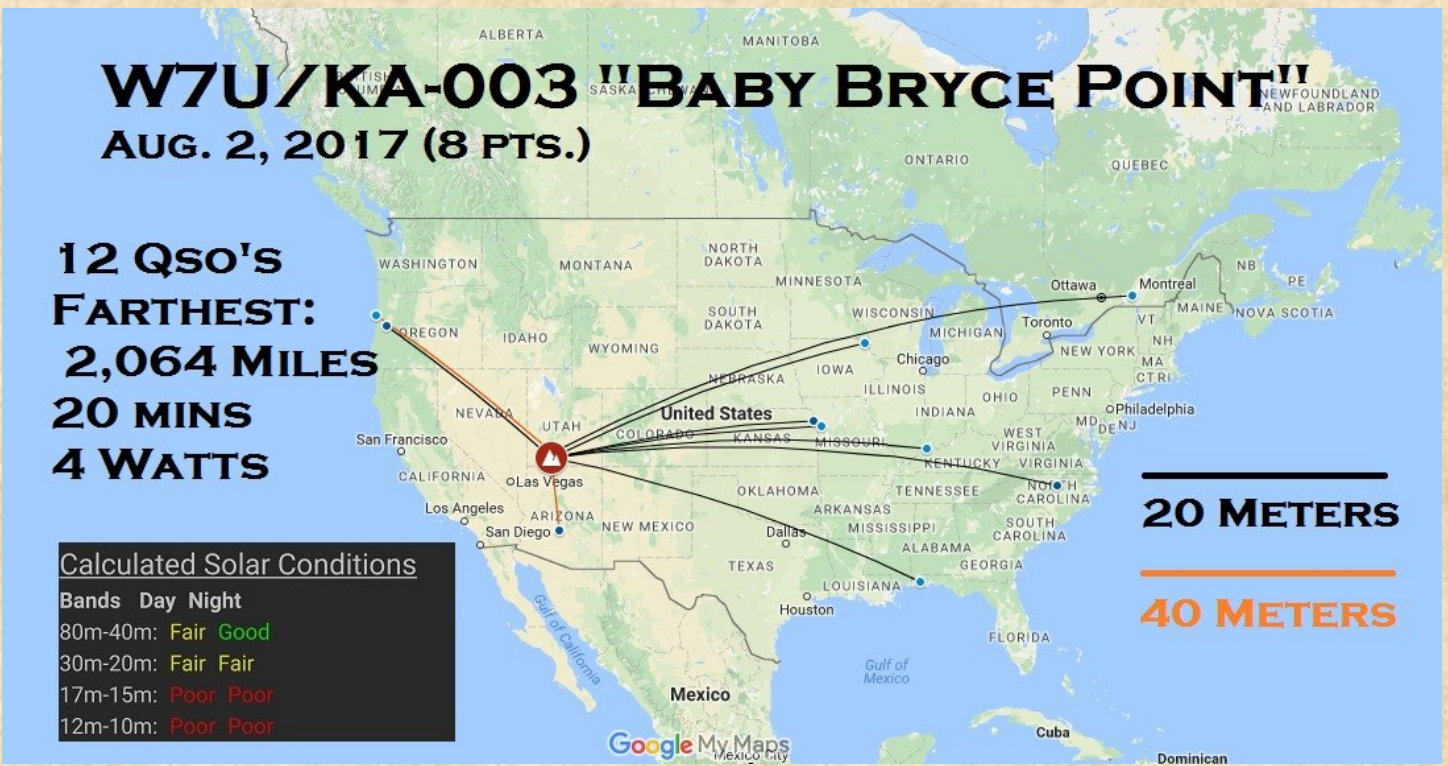 W7U/KA-003 "BABY BRYCE POINT"
AUG. 2, 2017 (8 PTS.)
12 QSO'S
FARTHEST:
2,064 MILES
20 MINS
4 WATTS
20 METERS
40 METERS
Calculated Solar Conditions
Bands Day Night
80m-40m: Fair Good
30m-20m: Fair Fair
17m-15m: Poor Poor
12m-10m: Poor Poor
ALBERTA
MANITOBA
NEWFOUNDLAND
AND LABRADOR
ONTARIO
QUEBEC
WASHINGTON
MONTANA
NORTH
DAKOTA
MINNESOTA
Ottawa
Montreal
NB
PE
MAINE
NOVA SCOTIA
OREGON
IDAHO
SOUTH
DAKOTA
WISCONSIN
MICHIGAN
Toronto
VT
NH
WYOMING
Chicago
NEW YORK
MA
CT RI
NEBRASKA
IOWA
ILLINOIS
INDIANA
OHIO
PENN
Philadelphia
NEVADA
UTAH
COLORADO
United States
KANSAS
MISSOURI
WEST
VIRGINIA
MD
DE
NJ
San Francisco
CALIFORNIA
Las Vegas
KENTUCKY
VIRGINIA
OKLAHOMA
TENNESSEE
NORTH
CAROLINA
Los Angeles
ARIZONA
NEW MEXICO
ARKANSAS
San Diego
Dallas
MISSISSIPPI
SOUTH
CAROLINA
ALABAMA
TEXAS
GEORGIA
LOUISIANA
Houston
FLORIDA
Gulf of California
Gulf of
Mexico
Mexico
Google My Maps
Mexico City
Cuba
Dominican